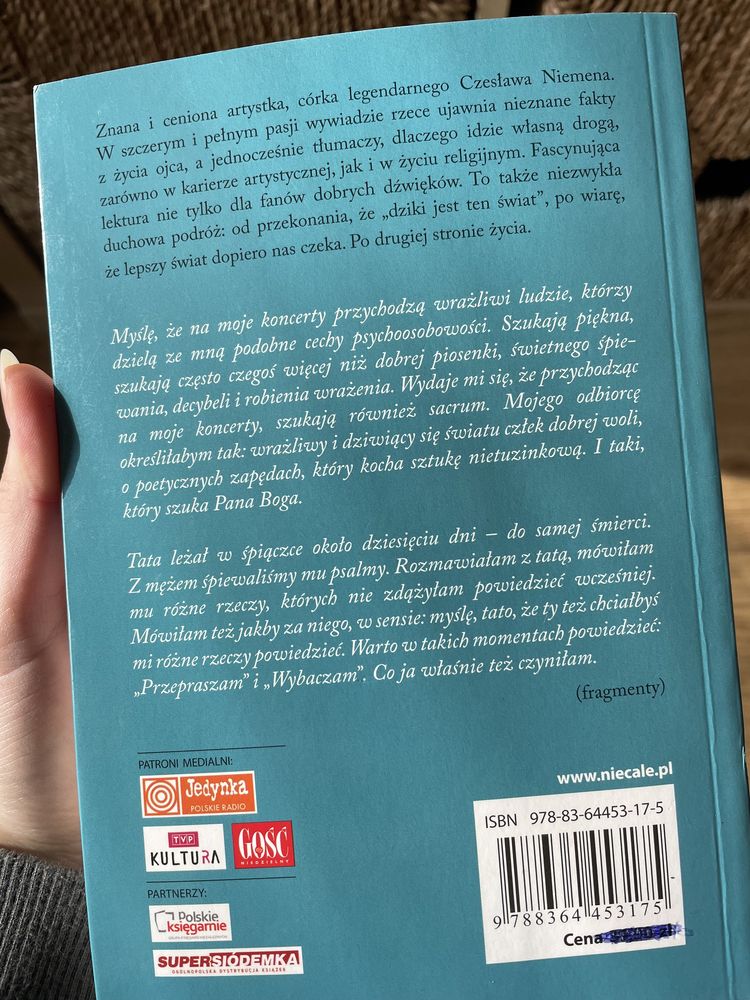 Znana i ceniona artystka, córka legendarnego Czesława Niemena.
W szczerym i pełnym pasji wywiadzie rzece ujawnia nieznane fakty
z życia ojca, a jednocześnie tłumaczy, dlaczego idzie własną drogą,
zarówno w karierze artystycznej, jak i w życiu religijnym. Fascynująca
lektura nie tylko dla fanów dobrych dźwięków. To także niezwykła
duchowa podróż: od przekonania, że „dziki jest ten świat”, po wiarę,
że lepszy świat dopiero nas czeka. Po drugiej stronie życia.
Myślę, że na moje koncerty przychodzą wrażliwi ludzie, którzy
dzielą ze mną podobne cechy psychoosobowości. Szukają piękna,
szukają często czegoś więcej niż dobrej piosenki, świetnego śpie-
wania, decybeli i robienia wrażenia. Wydaje mi się, że przychodząc
na moje koncerty, szukają również sacrum. Mojego odbiorcę
określiłabym tak: wrażliwy i dziwiący się światu człek dobrej woli,
o poetycznych zapędach, który kocha sztukę nietuzinkową. I taki,
który szuka Pana Boga.
Tata leżał w śpiączce około dziesięciu dni – do samej śmierci.
Z mężem śpiewaliśmy mu psalmy. Rozmawiałam z tatą, mówiłam
mu różne rzeczy, których nie zdążyłam powiedzieć wcześniej.
Mówiłam też jakby za niego, w sensie: myślę, tato, że ty też chciałbyś
mi różne rzeczy powiedzieć. Warto w takich momentach powiedzieć:
„Przepraszam” i „Wybaczam”. Co ja właśnie też czyniłam.
(fragmenty)
PATRONI MEDIALNI:
Jedynka
POLSKIE RADIO
TVP
KULTURA
GOŚĆ
NIEDZIELNY
PARTNERZY:
Polskie
księgarnie
SUPERSIÓDEMKA
OGÓLNOPOLSKA DYSTRYBUCJA KSIĄŻEK
www.niecale.pl
ISBN 978-83-64453-17-5
9 788364 453175
Cena zł